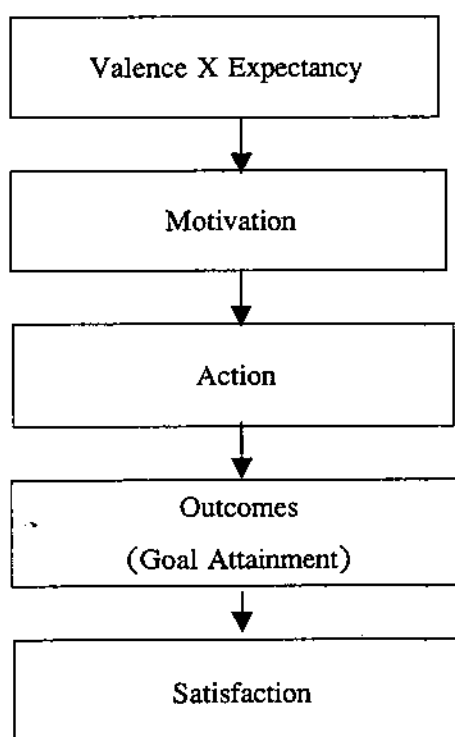 Valence X Expectancy
Motivation
Action
Outcomes
(Goal Attainment)
Satisfaction